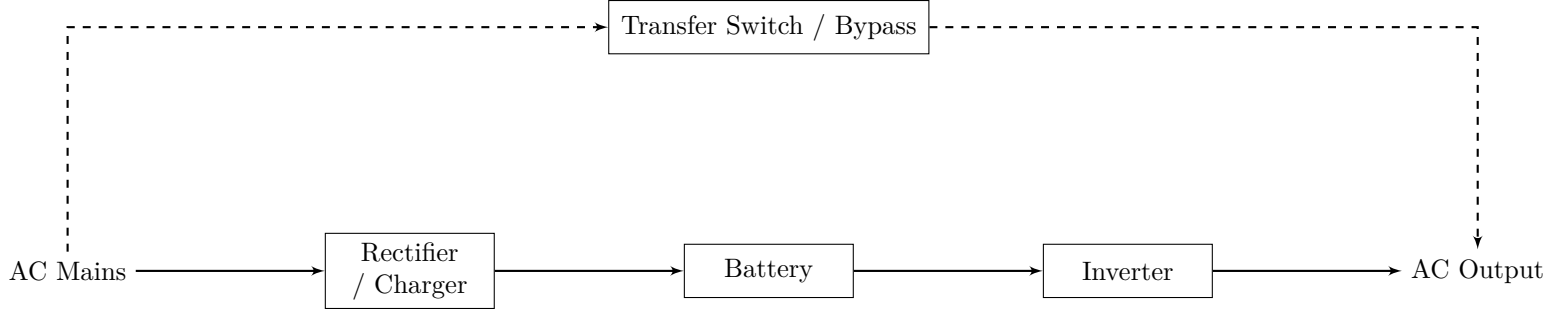 Transfer Switch / Bypass
AC Mains
Rectifier
/ Charger
Battery
Inverter
AC Output